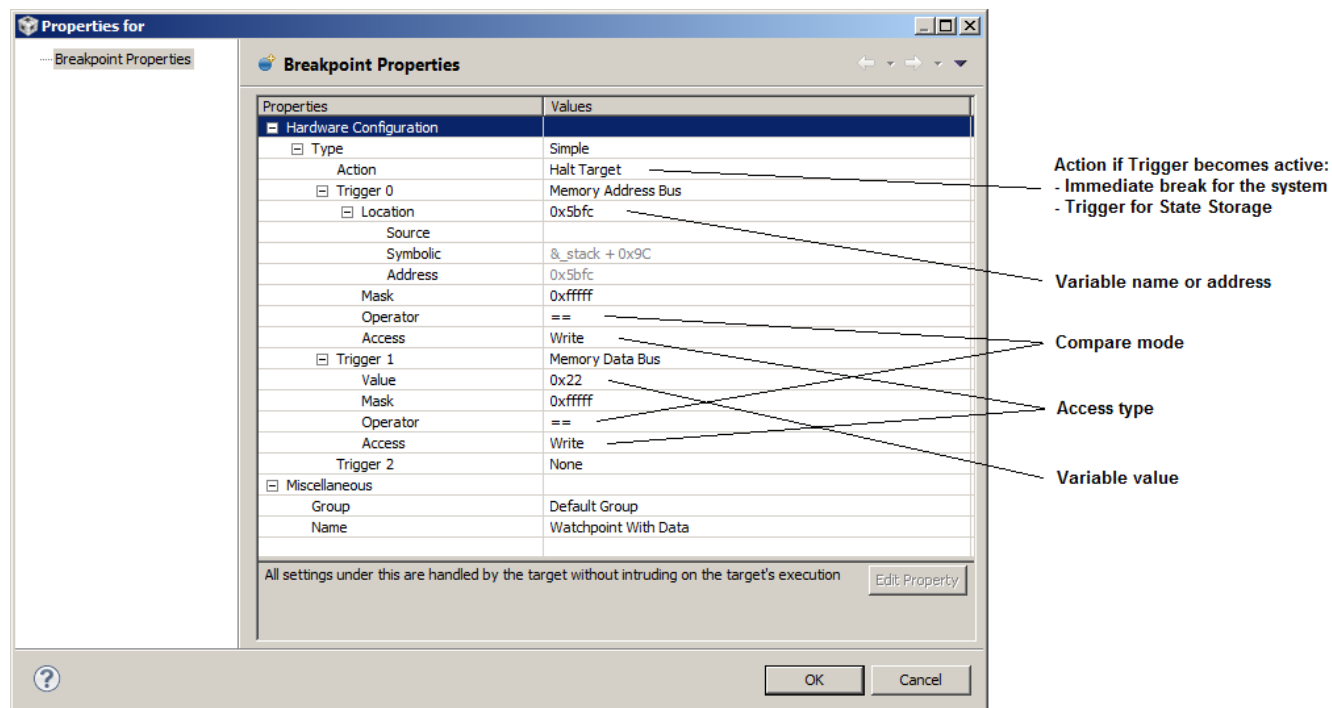 Properties for
Breakpoint Properties
Breakpoint Properties
Properties Values
Hardware Configuration
Type Simple
Action Halt Target
Trigger 0 Memory Address Bus
Location 0x5bfc
Source
Symbolic &_stack + 0x9C
Address 0x5bfc
Mask 0xfffff
Operator ==
Access Write
Trigger 1 Memory Data Bus
Value 0x22
Mask 0xfffff
Operator ==
Access Write
Trigger 2 None
Miscellaneous
Group Default Group
Name Watchpoint With Data
All settings under this are handled by the target without intruding on the target's execution
Edit Property
OK
Cancel
Action if Trigger becomes active:
- Immediate break for the system
- Trigger for State Storage
Variable name or address
Compare mode
Access type
Variable value